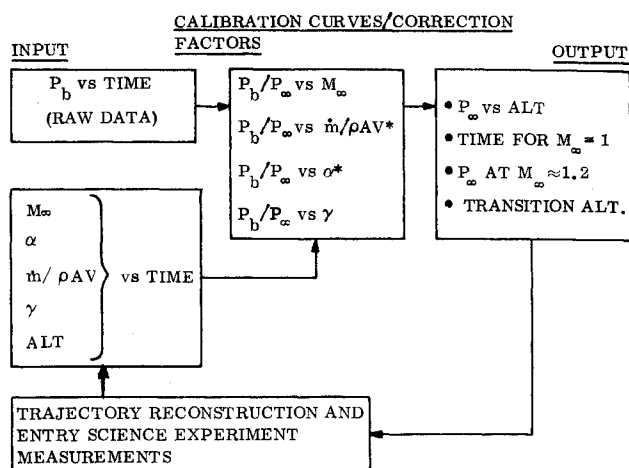 CALIBRATION CURVES/CORRECTION
FACTORS
INPUT
OUTPUT
P_b vs TIME
(RAW DATA)
P_b/P_∞ vs M_∞
P_b/P_∞ vs ṁ/ρAV*
P_b/P_∞ vs α*
P_b/P_∞ vs γ
• P_∞ vs ALT
• TIME FOR M_∞ = 1
• P_∞ AT M_∞ ≈ 1.2
• TRANSITION ALT.
M∞
α
ṁ/ ρAV
γ
ALT
vs TIME
TRAJECTORY RECONSTRUCTION AND
ENTRY SCIENCE EXPERIMENT
MEASUREMENTS